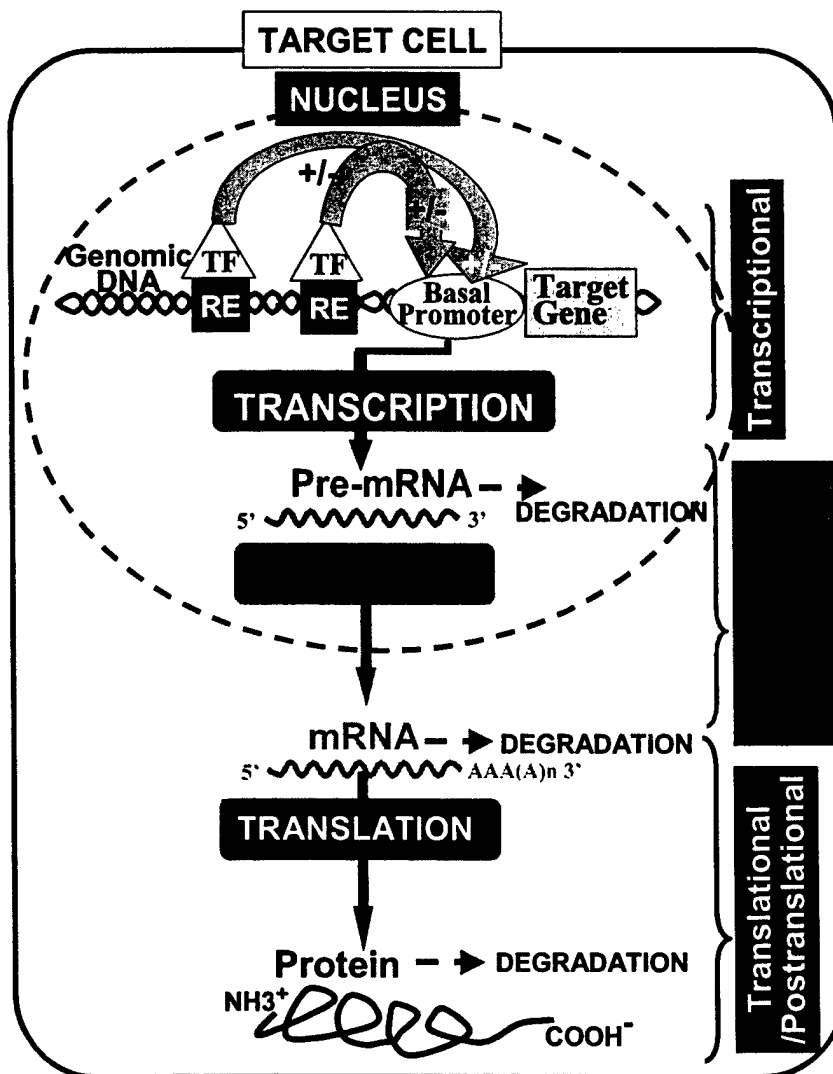 TARGET CELL
NUCLEUS
+/-
+/-
+/-
Genomic
DNA
TF
TF
RE
RE
Basal
Promoter
Target
Gene
Transcriptional
TRANSCRIPTION
Pre-mRNA
5’
3’
DEGRADATION
mRNA
DEGRADATION
5’
AAA(A)n 3’
TRANSLATION
Translational
/Postranslational
Protein
DEGRADATION
NH3⁺
COOH⁻